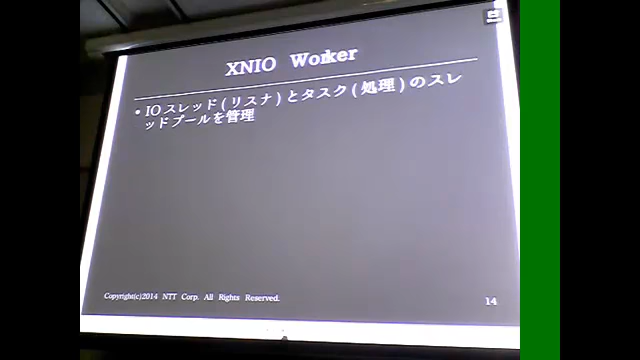 XNIO Worker
• IOスレッド(リスナ)とタスク(処理)のスレ
ッドプールを管理
Copyright(c)2014 NTT Corp. All Rights Reserved.
14